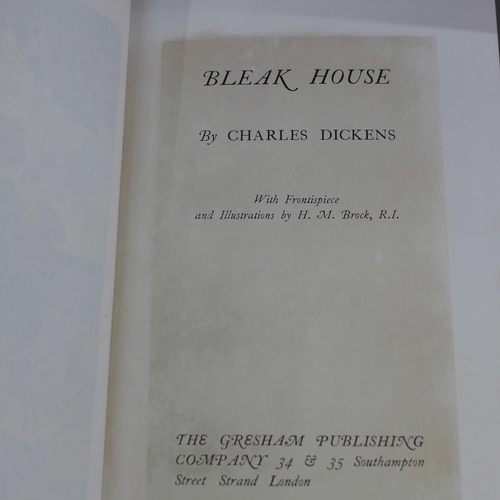 BLEAK HOUSE
By CHARLES DICKENS
With Frontispiece
and Illustrations by H. M. Brock, R.I.
THE GRESHAM PUBLISHING
COMPANY 34 & 35 Southampton
Street Strand London